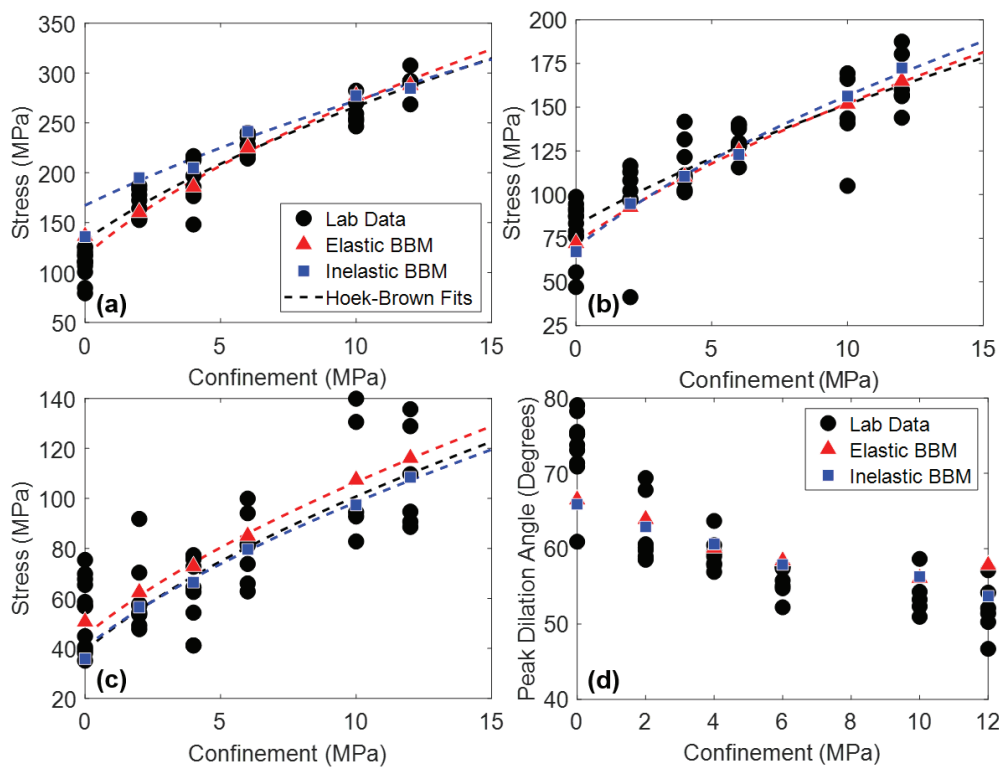 350
300
250
200
150
100
50
Stress (MPa)
0
5
10
15
Confinement (MPa)
(a)
Lab Data
Elastic BBM
Inelastic BBM
Hoek-Brown Fits
200
175
150
125
100
75
50
25
Stress (MPa)
0
5
10
15
Confinement (MPa)
(b)
140
120
100
80
60
40
20
Stress (MPa)
0
5
10
15
Confinement (MPa)
(c)
80
70
60
50
40
Peak Dilation Angle (Degrees)
0
2
4
6
8
10
12
Confinement (MPa)
(d)
Lab Data
Elastic BBM
Inelastic BBM